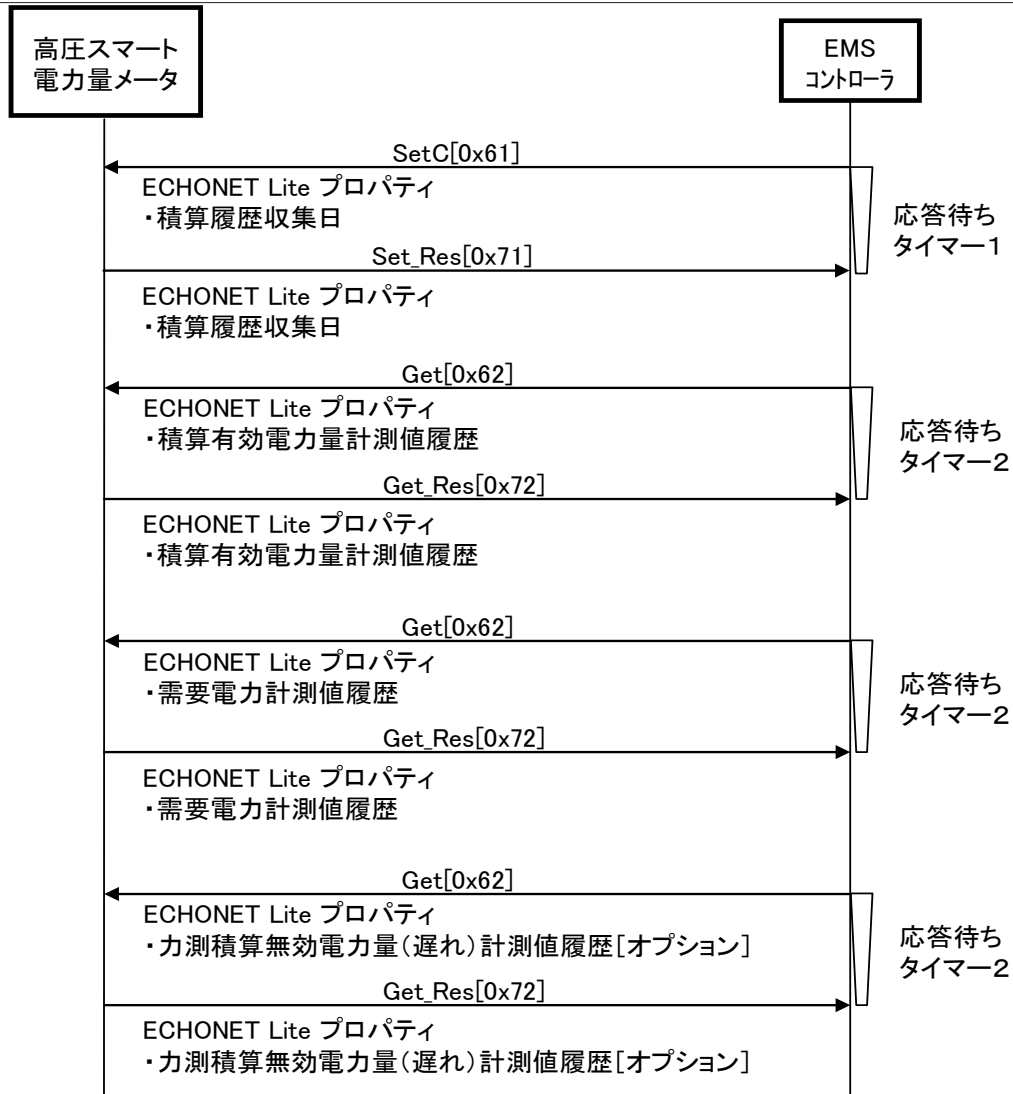 高圧スマート
電力量メータ
EMS
コントローラ
SetC[0x61]
ECHONET Lite プロパティ
・積算履歴収集日
応答待ち
タイマー1
Set_Res[0x71]
ECHONET Lite プロパティ
・積算履歴収集日
Get[0x62]
ECHONET Lite プロパティ
・積算有効電力量計測値履歴
応答待ち
タイマー2
Get_Res[0x72]
ECHONET Lite プロパティ
・積算有効電力量計測値履歴
Get[0x62]
ECHONET Lite プロパティ
・需要電力計測値履歴
応答待ち
タイマー2
Get_Res[0x72]
ECHONET Lite プロパティ
・需要電力計測値履歴
Get[0x62]
ECHONET Lite プロパティ
・力測積算無効電力量(遅れ)計測値履歴[オプション]
応答待ち
タイマー2
Get_Res[0x72]
ECHONET Lite プロパティ
・力測積算無効電力量(遅れ)計測値履歴[オプション]